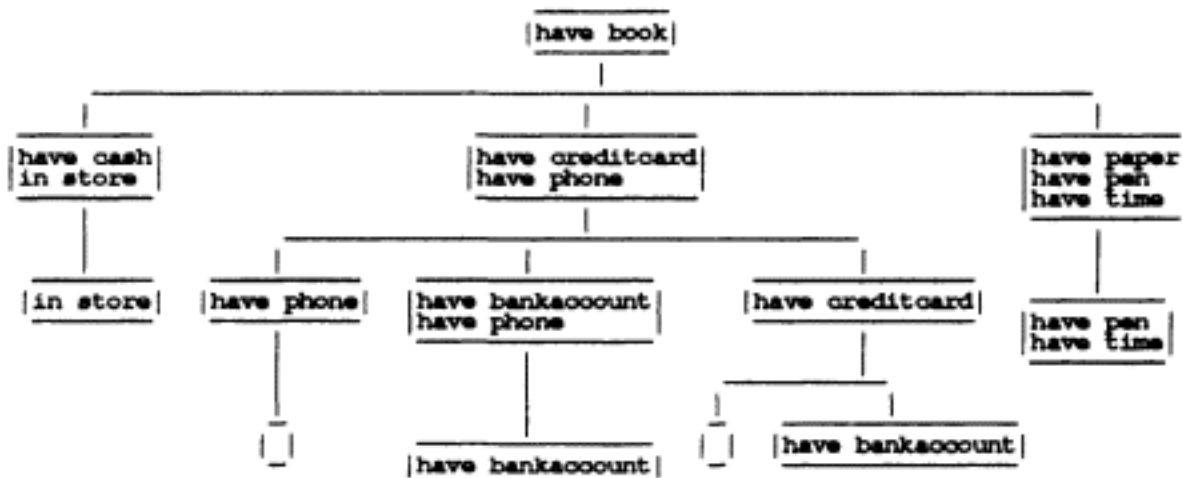 have book
have cash
in store
have creditcard
have phone
have paper
have pen
have time
in store
have phone
have bankaccount
have phone
have creditcard
have pen
have time
have bankaccount
have bankaccount